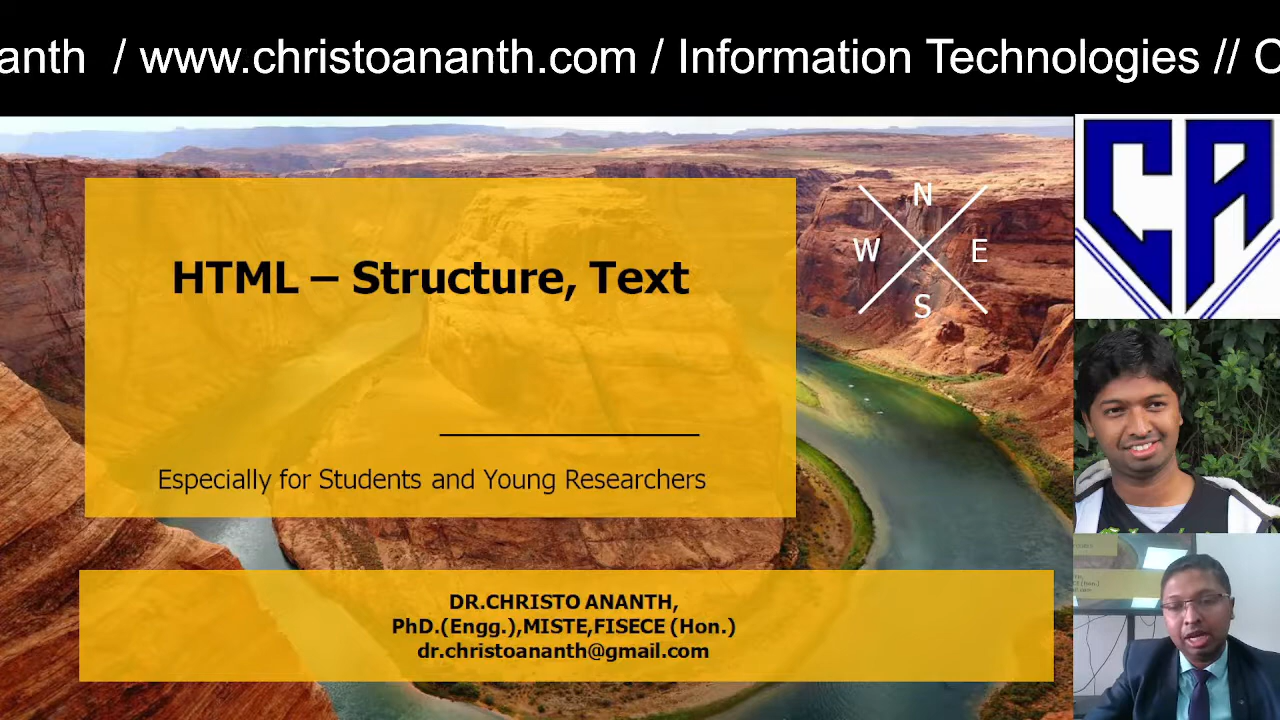 anth / www.christoananth.com / Information Technologies // C
CA
N
W E
S
HTML – Structure, Text
Especially for Students and Young Researchers
DR.CHRISTO ANANTH,
PhD.(Engg.),MISTE,FISECE (Hon.)
dr.christoananth@gmail.com